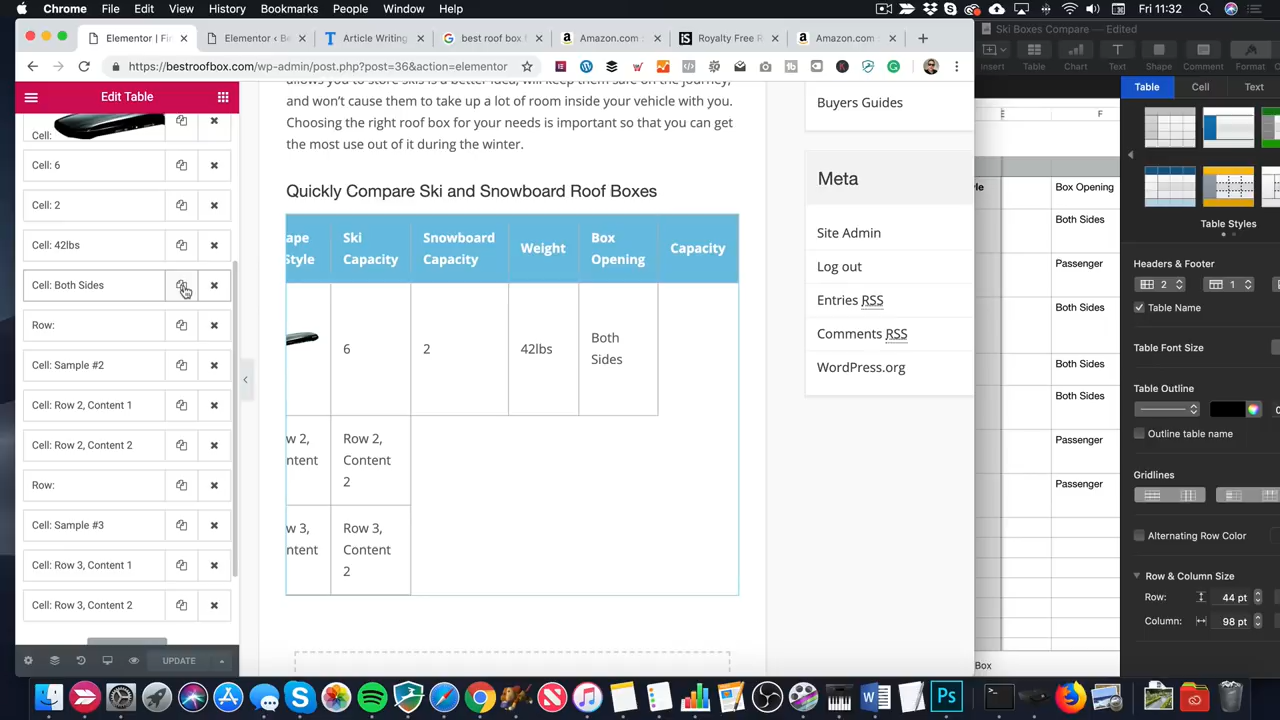 Chrome File Edit View History Bookmarks People Window Help
Fri 11:32
Elementor | Fi
Elementor ‹ Be
Article Writing
best roof box
Amazon.com
Royalty Free R
Amazon.com
https://bestroofbox.com/wp-admin/post.php?post=36&action=elementor
Edit Table
Cell:
Cell: 6
Cell: 2
Cell: 42lbs
Cell: Both Sides
Row:
Cell: Sample #2
Cell: Row 2, Content 1
Cell: Row 2, Content 2
Row:
Cell: Sample #3
Cell: Row 3, Content 1
Cell: Row 3, Content 2
UPDATE
allows you to store skis is a better idea, will keep them safe on the journey,
and won't cause them to take up a lot of room inside your vehicle with you.
Choosing the right roof box for your needs is important so that you can get
the most use out of it during the winter.
Quickly Compare Ski and Snowboard Roof Boxes
ape
Style
Ski
Capacity
Snowboard
Capacity
Weight
Box
Opening
Capacity
6
2
42lbs
Both
Sides
w 2,
ntent
Row 2,
Content
2
w 3,
ntent
Row 3,
Content
2
Buyers Guides
Meta
Site Admin
Log out
Entries RSS
Comments RSS
WordPress.org
Ski Boxes Compare — Edited
Insert
Table
Chart
Text
Shape
Media
Comment
Format
Table
Cell
Text
E
F
Box Opening
Both Sides
Passenger
Both Sides
Both Sides
Both Sides
Passenger
Passenger
Box
Table Styles
Headers & Footer
2
1
Table Name
Table Font Size
Table Outline
Outline table name
Gridlines
Alternating Row Color
Row & Column Size
Row:
44 pt
Column:
98 pt